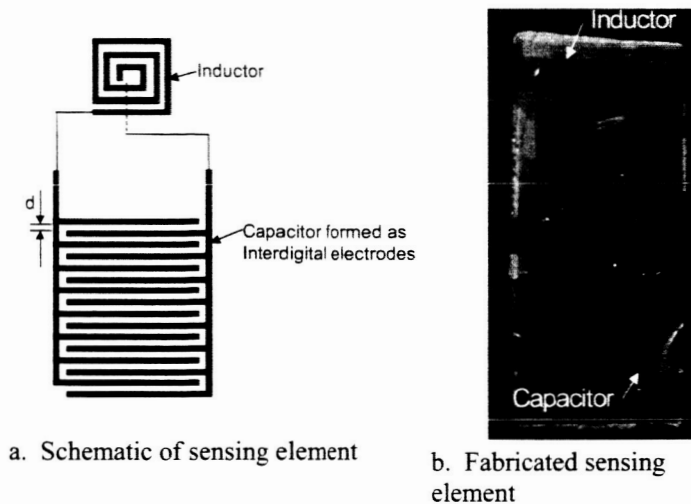 Inductor
d
Capacitor formed as
Interdigital electrodes
a. Schematic of sensing element
Inductor
Capacitor
b. Fabricated sensing
element